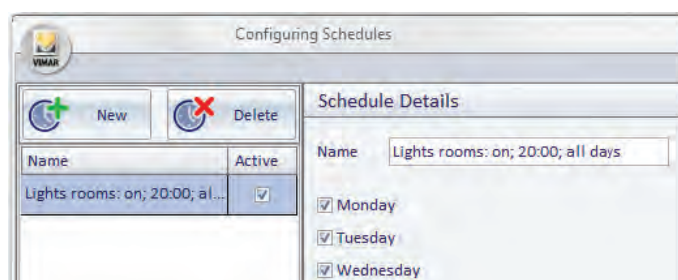 Configuring Schedules
VIMAR
New
Delete
Name
Active
Lights rooms: on; 20:00; al...
Schedule Details
Name
Lights rooms: on; 20:00; all days
Monday
Tuesday
Wednesday